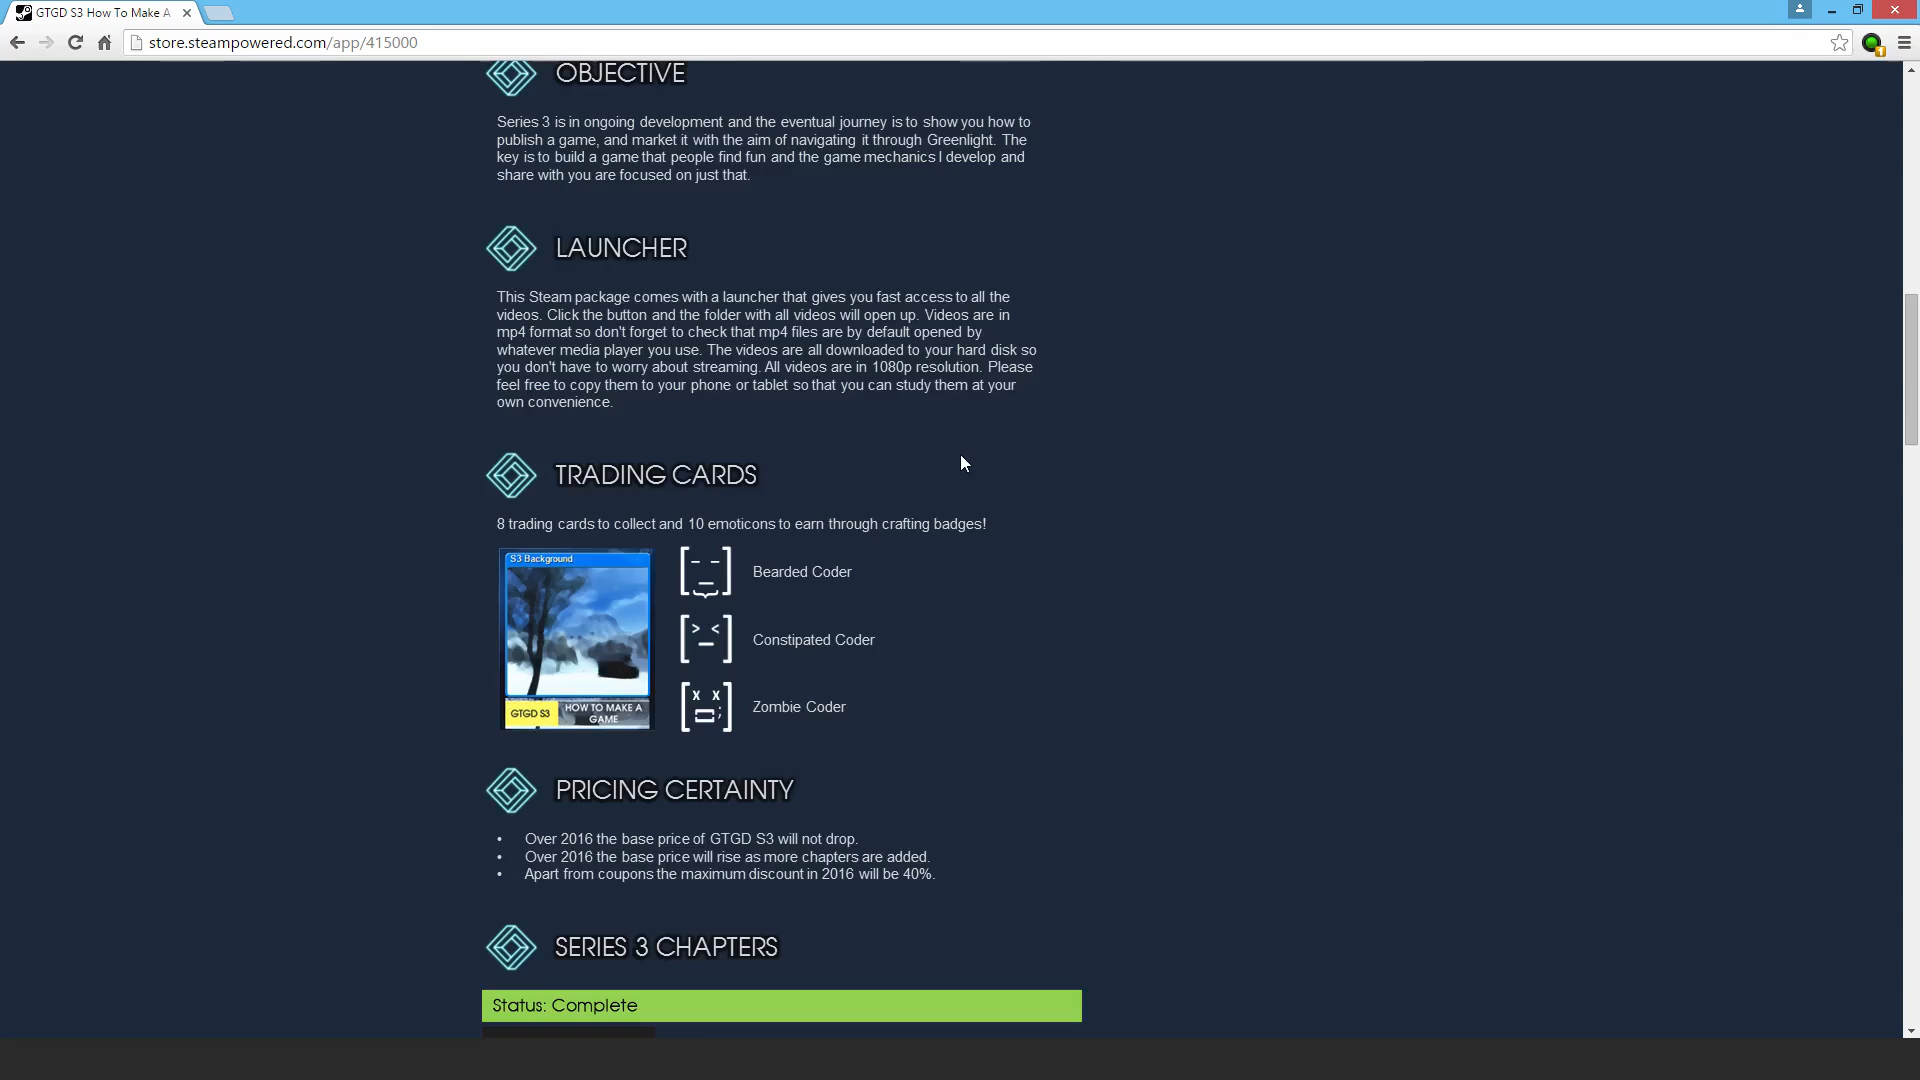 GTGD S3 How To Make A
store.steampowered.com/app/415000
OBJECTIVE
Series 3 is in ongoing development and the eventual journey is to show you how to
publish a game, and market it with the aim of navigating it through Greenlight. The
key is to build a game that people find fun and the game mechanics I develop and
share with you are focused on just that.
LAUNCHER
This Steam package comes with a launcher that gives you fast access to all the
videos. Click the button and the folder with all videos will open up. Videos are in
mp4 format so don't forget to check that mp4 files are by default opened by
whatever media player you use. The videos are all downloaded to your hard disk so
you don't have to worry about streaming. All videos are in 1080p resolution. Please
feel free to copy them to your phone or tablet so that you can study them at your
own convenience.
TRADING CARDS
8 trading cards to collect and 10 emoticons to earn through crafting badges!
S3 Background
GTGD S3
HOW TO MAKE A
GAME
Bearded Coder
Constipated Coder
Zombie Coder
PRICING CERTAINTY
• Over 2016 the base price of GTGD S3 will not drop.
• Over 2016 the base price will rise as more chapters are added.
• Apart from coupons the maximum discount in 2016 will be 40%.
SERIES 3 CHAPTERS
Status: Complete